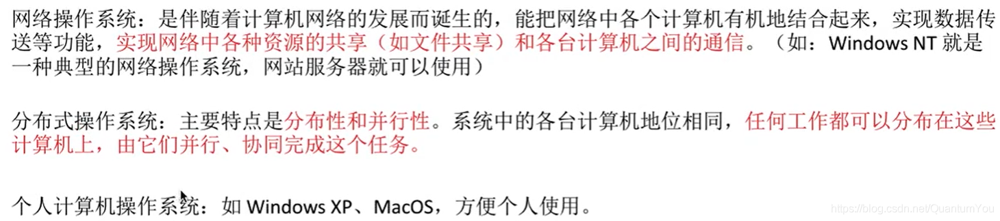 网络操作系统：是伴随着计算机网络的发展而诞生的，能把网络中各个计算机有机地结合起来，实现数据传
送等功能，实现网络中各种资源的共享（如文件共享）和各台计算机之间的通信。（如：Windows NT 就是
一种典型的网络操作系统，网站服务器就可以使用）
分布式操作系统：主要特点是分布性和并行性。系统中的各台计算机地位相同，任何工作都可以分布在这些
计算机上，由它们并行、协同完成这个任务。
个人计算机操作系统：如 Windows XP、MacOS，方便个人使用。
https://blog.csdn.net/QuantumYou